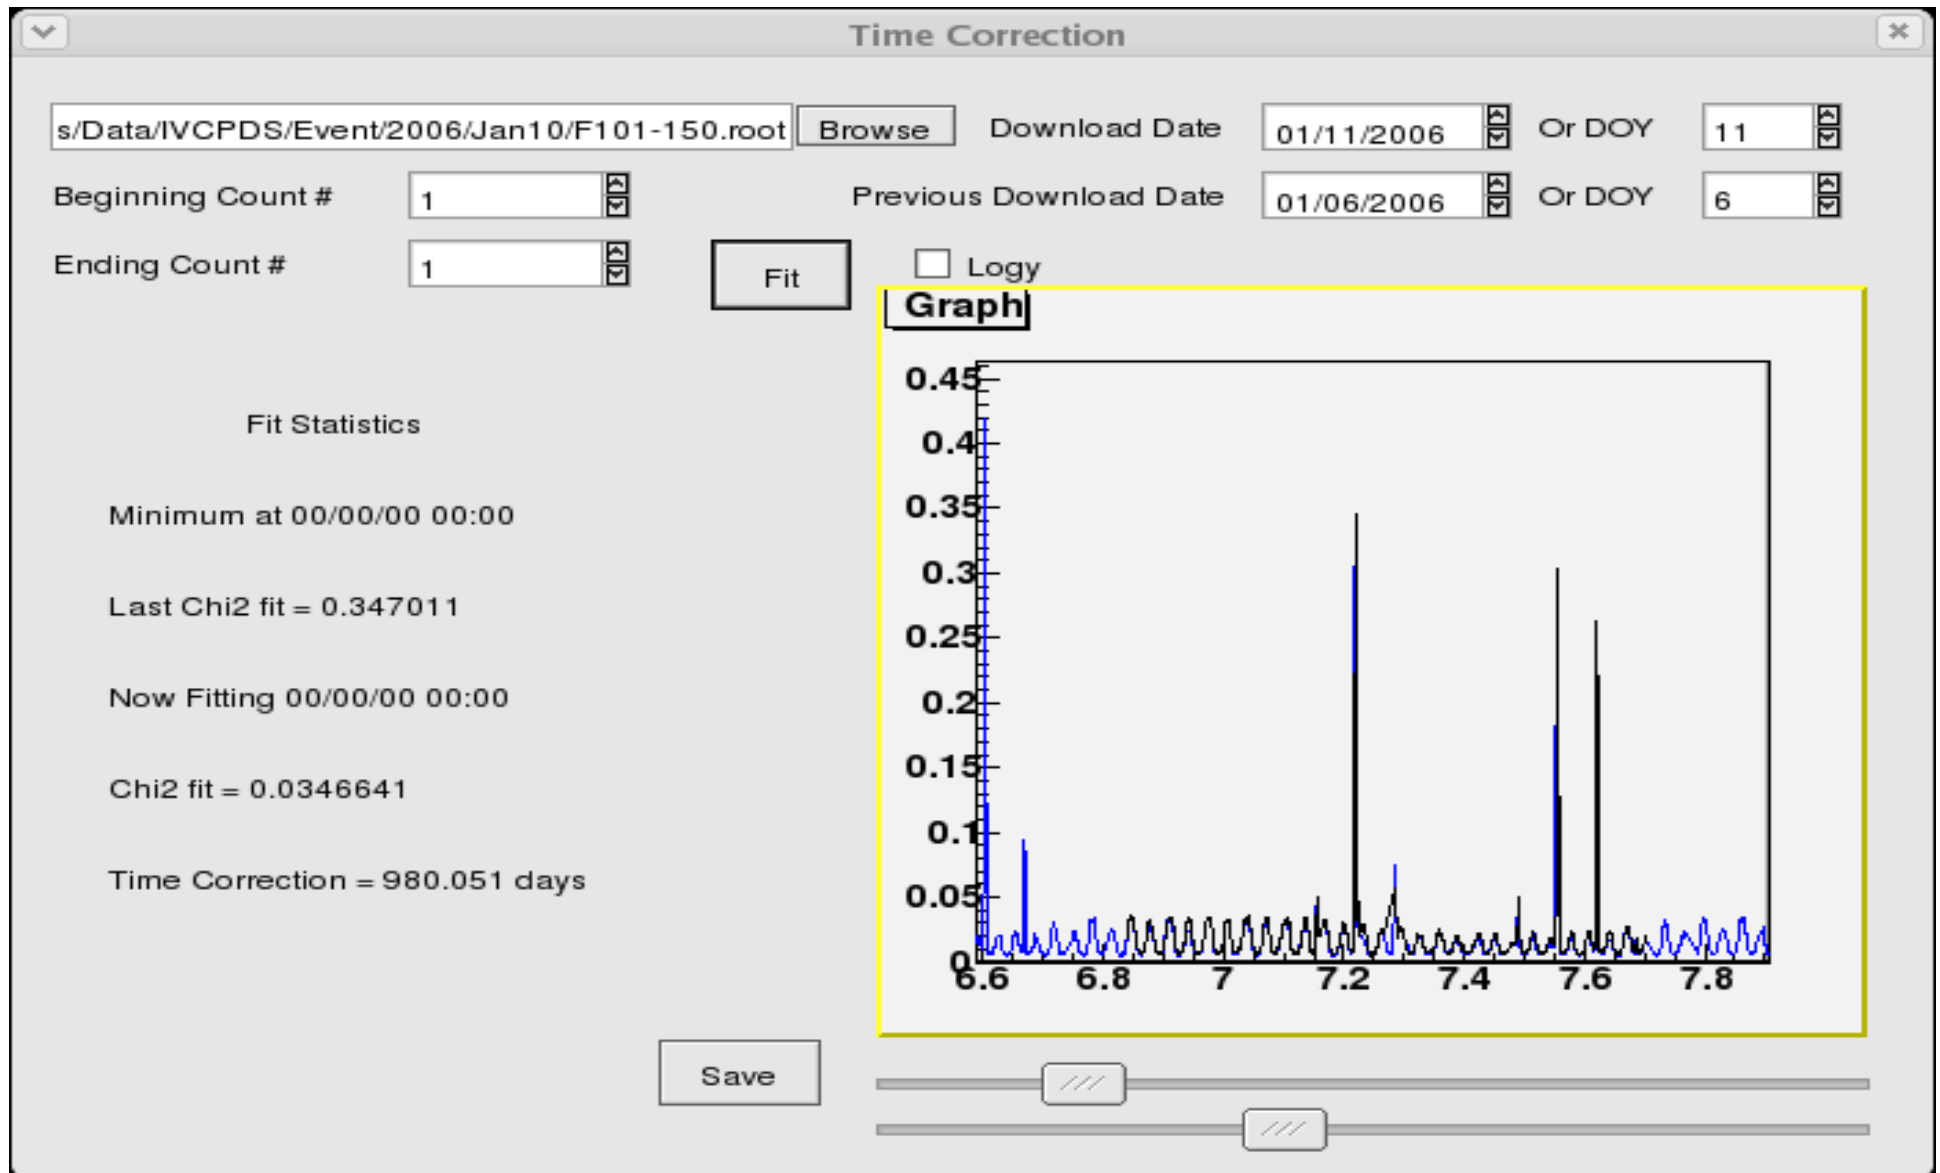 Time Correction
s/Data/IVCPDS/Event/2006/Jan10/F101-150.root Browse Download Date 01/11/2006 Or DOY 11
Beginning Count # 1 Previous Download Date 01/06/2006 Or DOY 6
Ending Count # 1 Fit Logy
Graph
Fit Statistics
Minimum at 00/00/00 00:00
Last Chi2 fit = 0.347011
Now Fitting 00/00/00 00:00
Chi2 fit = 0.0346641
Time Correction = 980.051 days
0.45
0.4
0.35
0.3
0.25
0.2
0.15
0.1
0.05
0
6.6 6.8 7 7.2 7.4 7.6 7.8
Save